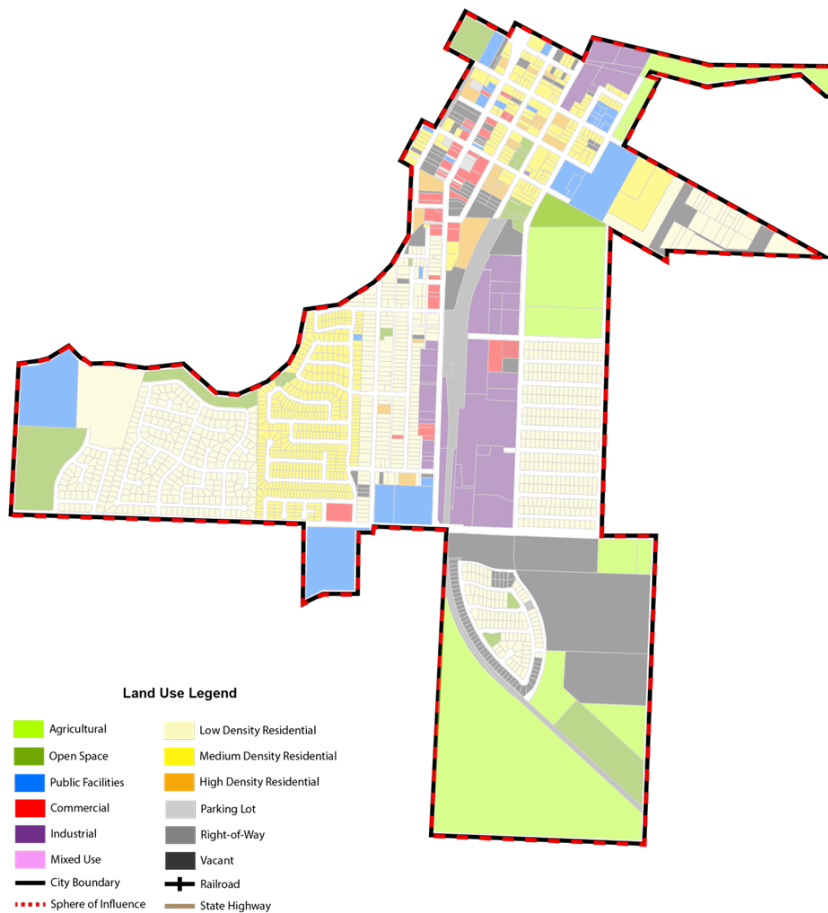 Land Use Legend
Agricultural
Open Space
Public Facilities
Commercial
Industrial
Mixed Use
City Boundary
Sphere of Influence
Low Density Residential
Medium Density Residential
High Density Residential
Parking Lot
Right-of-Way
Vacant
Railroad
State Highway